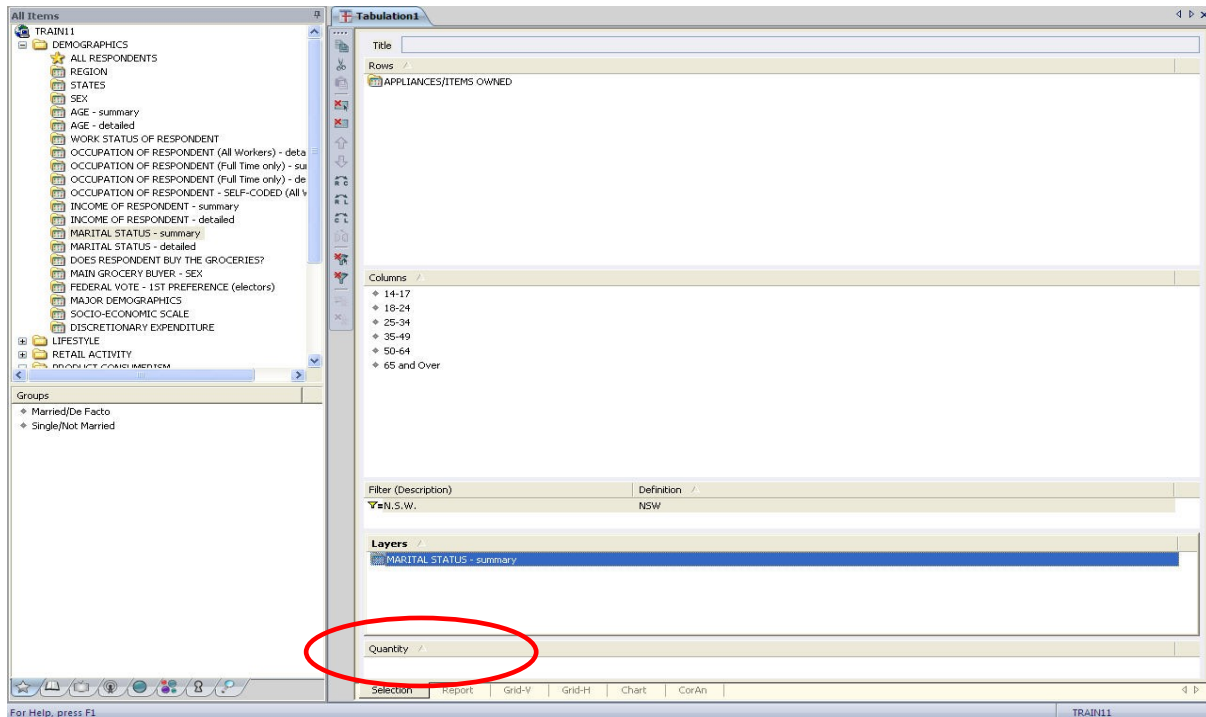 All Items
TRAIN11
DEMOGRAPHICS
ALL RESPONDENTS
REGION
STATES
SEX
AGE - summary
AGE - detailed
WORK STATUS OF RESPONDENT
OCCUPATION OF RESPONDENT (All Workers) - deta
OCCUPATION OF RESPONDENT (Full Time only) - su
OCCUPATION OF RESPONDENT (Full Time only) - de
OCCUPATION OF RESPONDENT - SELF-CODED (All
INCOME OF RESPONDENT - summary
INCOME OF RESPONDENT - detailed
MARITAL STATUS - summary
MARITAL STATUS - detailed
DOES RESPONDENT BUY THE GROCERIES?
MAIN GROCERY BUYER - SEX
FEDERAL VOTE - 1ST PREFERENCE (electors)
MAJOR DEMOGRAPHICS
SOCIO-ECONOMIC SCALE
DISCRETIONARY EXPENDITURE
LIFESTYLE
RETAIL ACTIVITY
PRODUCT CONSUMERISM
Groups
Married/De Facto
Single/Not Married
Tabulation1
Title
Rows
APPLIANCES/ITEMS OWNED
Columns
14-17
18-24
25-34
35-49
50-64
65 and Over
Filter (Description) Definition
=N.S.W. NSW
Layers
MARITAL STATUS - summary
Quantity
Selection Report Grid-V Grid-H Chart CorAn
For Help, press F1 TRAIN11